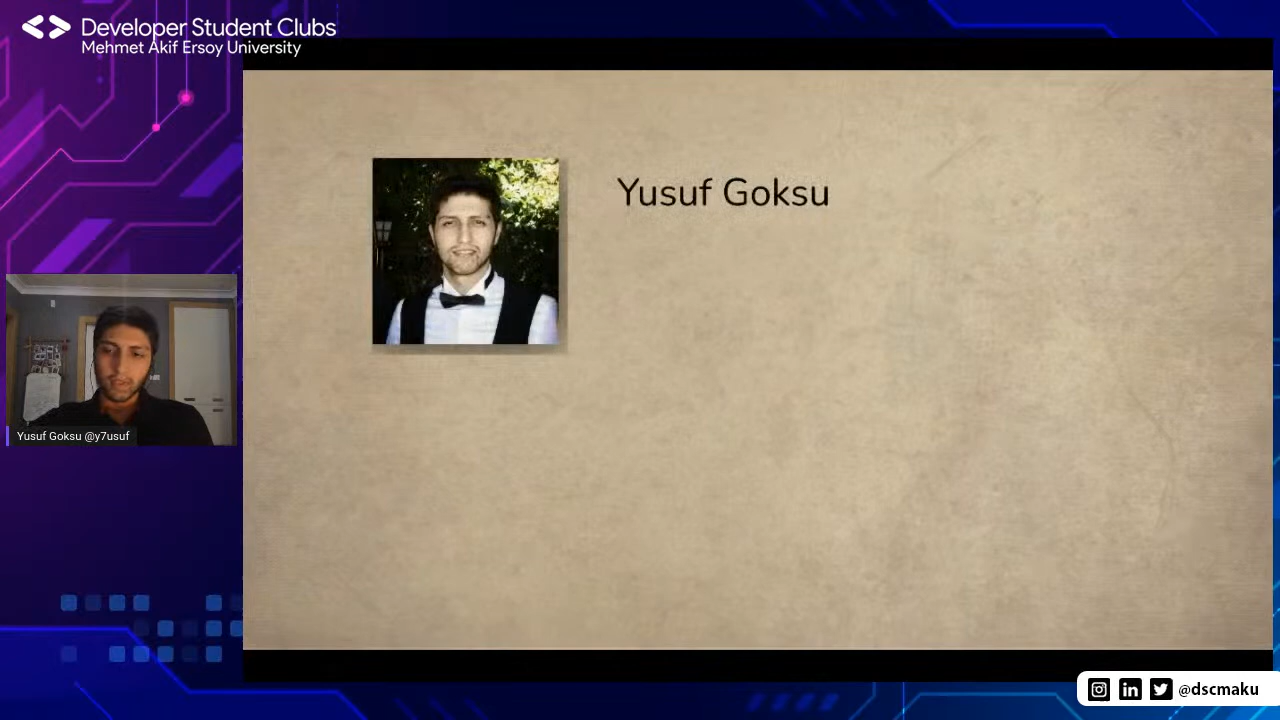 Developer Student Clubs
Mehmet Akif Ersoy University
Yusuf Goksu
Yusuf Goksu @y7usuf
@dscmaku